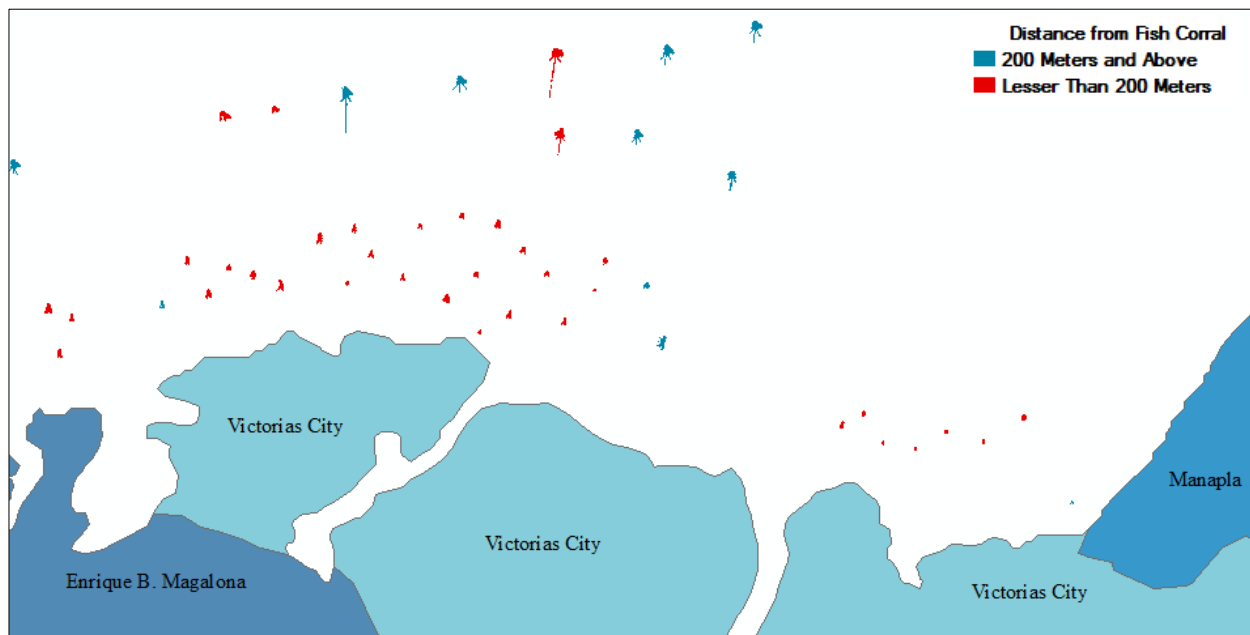 Distance from Fish Corral
200 Meters and Above
Lesser Than 200 Meters
Victorias City
Manapla
Victorias City
Enrique B. Magalona
Victorias City